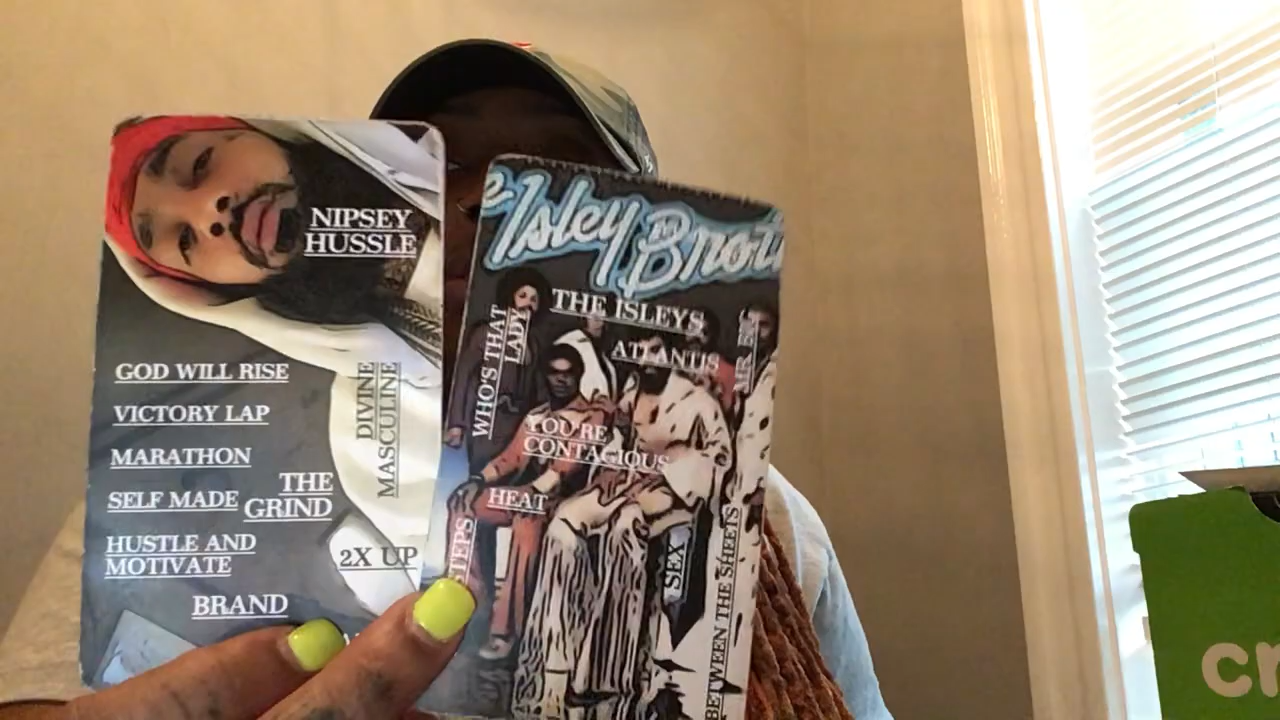 NIPSEY
HUSSLE
GOD WILL RISE
VICTORY LAP
MARATHON
SELF MADE
THE
GRIND
HUSTLE AND
MOTIVATE
BRAND
DIVINE
MASCULINE
2X UP
Isley
THE ISLEYS
ATLANTIS
WHO'S THAT
LADY
YOU'RE
CONTAGIOUS
HEAT
STEPS
SEX
BETWEEN THE SHEETS